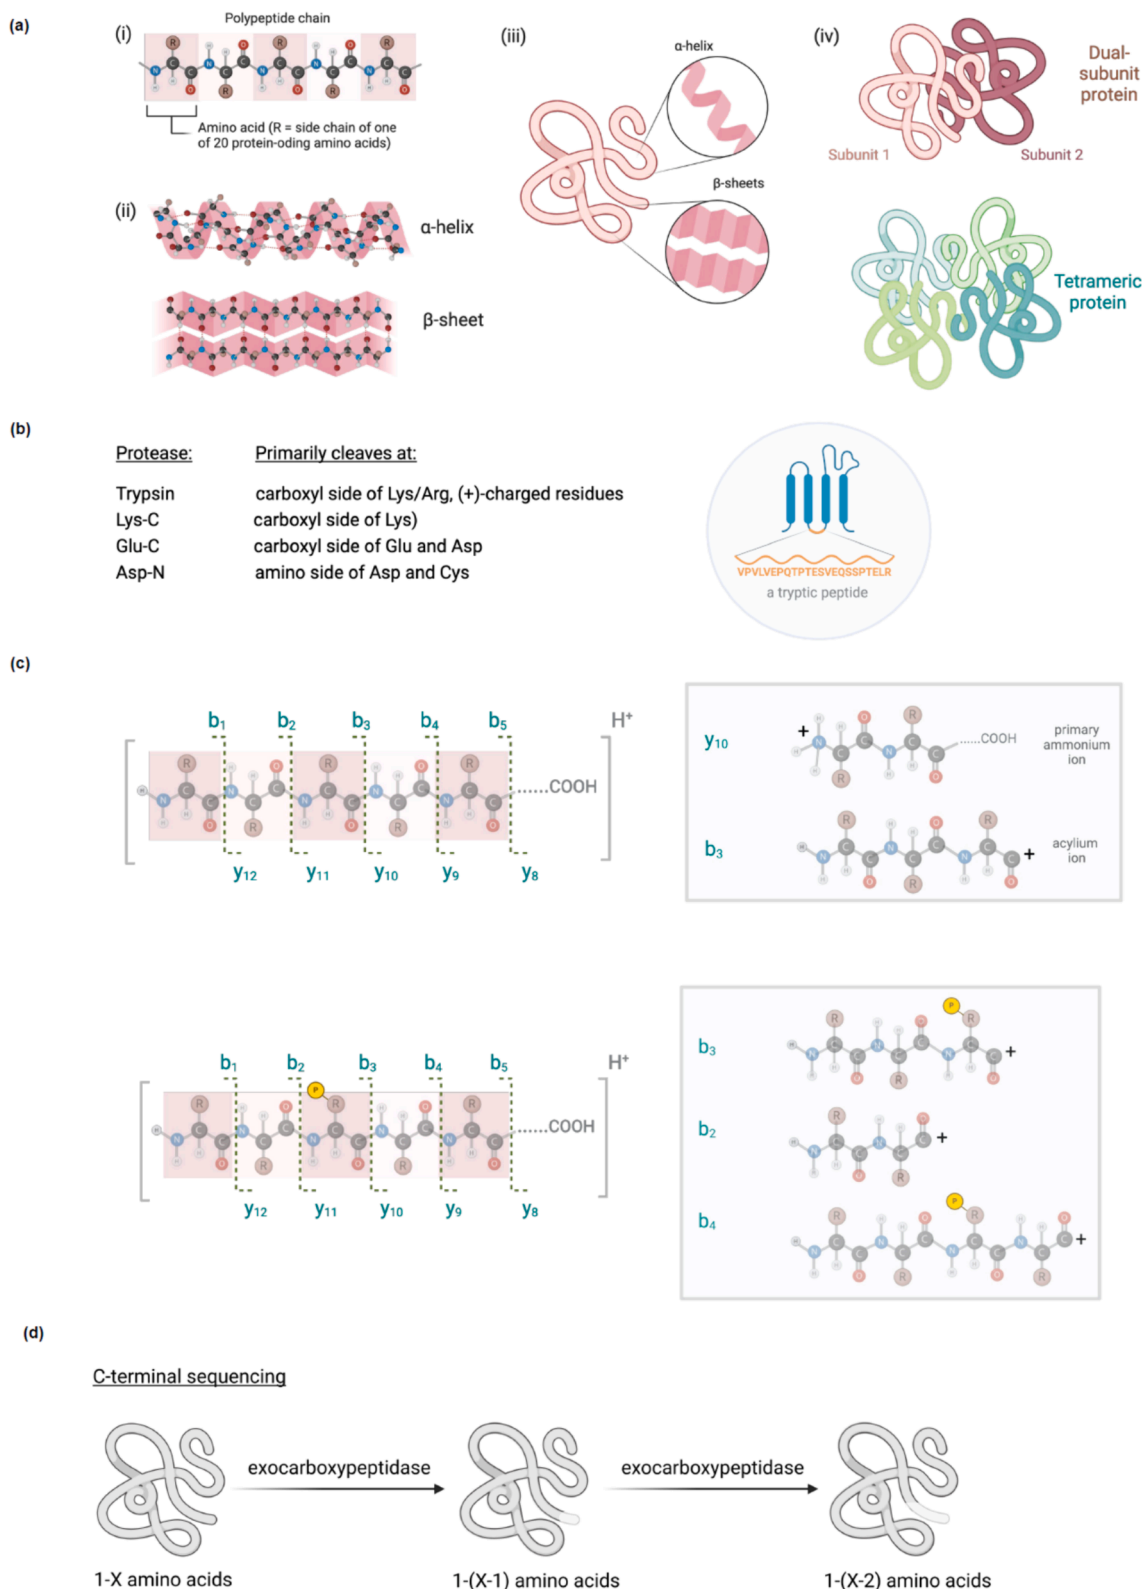 (a)
(i)
Polypeptide chain
R
H
O
R
H
O
R
N
C
C
N
C
C
N
C
C
N
C
C
N
C
C
H
H
O
R
H
H
O
R
H
H
O
Amino acid (R = side chain of one
of 20 protein-oding amino acids)
(ii)
α-helix
β-sheet
(iii)
α-helix
β-sheets
(iv)
Dual-
subunit
protein
Subunit 1
Subunit 2
Tetrameric
protein
(b)
Protease:
Primarily cleaves at:
Trypsin
carboxyl side of Lys/Arg, (+)-charged residues
Lys-C
carboxyl side of Lys)
Glu-C
carboxyl side of Glu and Asp
Asp-N
amino side of Asp and Cys
VPVLVEPQTPTESVEQSSPTELR
a tryptic peptide
(c)
b1 b2 b3 b4 b5 H+
R H H O R H H O R
H N C C N C C N C C N C C N C C ......COOH
H H O R H H O R H H O
y12 y11 y10 y9 y8
y10
+ H O R
H N C C N C C ......COOH
H R H H O
primary
ammonium
ion
b3
R H H O R
H N C C N C C N C C +
H H O R H H O
acylium
ion
b1 b2 b3 b4 b5 H+
P
R H H O R H H O R
H N C C N C C N C C N C C N C C ......COOH
H H O R H H O R H H O
y12 y11 y10 y9 y8
b3
P
R H H O R
H N C C N C C N C C +
H H O R H H O
b2
R H H O
H N C C N C C +
H H O R
b4
P
R H H O R H H O
H N C C N C C N C C N C C +
H H O R H H O R
(d)
C-terminal sequencing
exocarboxypeptidase
exocarboxypeptidase
1-X amino acids
1-(X-1) amino acids
1-(X-2) amino acids